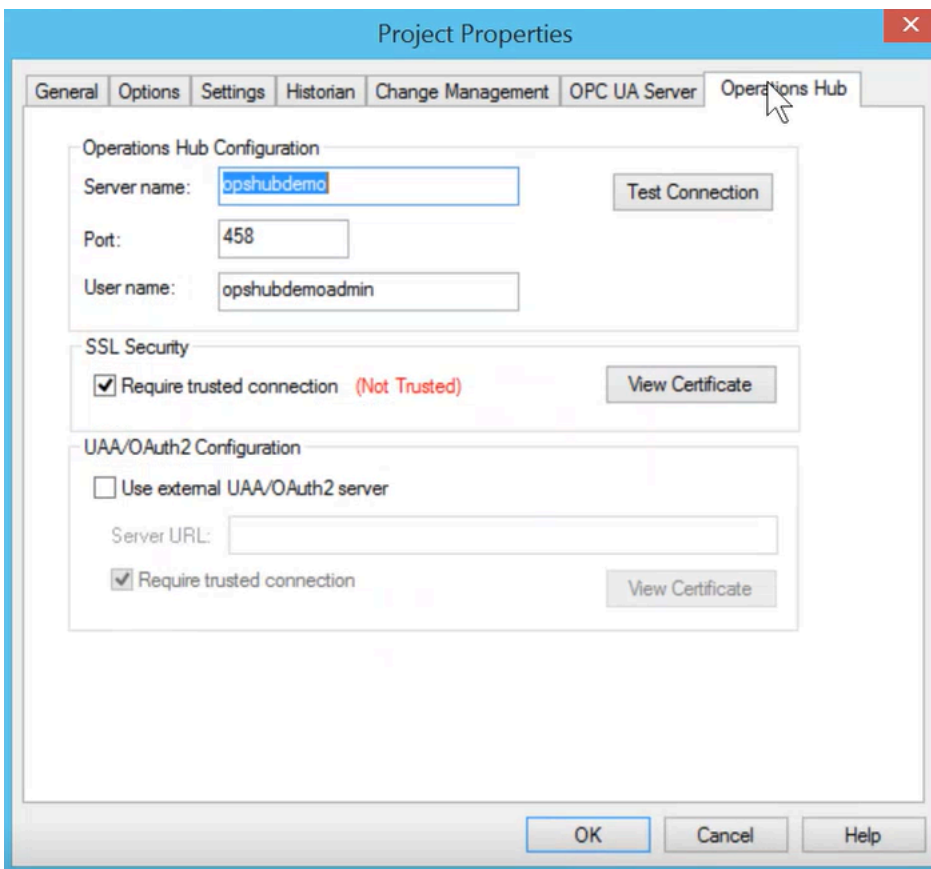 Project Properties
General Options Settings Historian Change Management OPC UA Server Operations Hub
Operations Hub Configuration
Server name: opshubdemo Test Connection
Port: 458
User name: opshubdemoadmin
SSL Security
Require trusted connection (Not Trusted) View Certificate
UAA/OAuth2 Configuration
Use external UAA/OAuth2 server
Server URL:
Require trusted connection View Certificate
OK Cancel Help